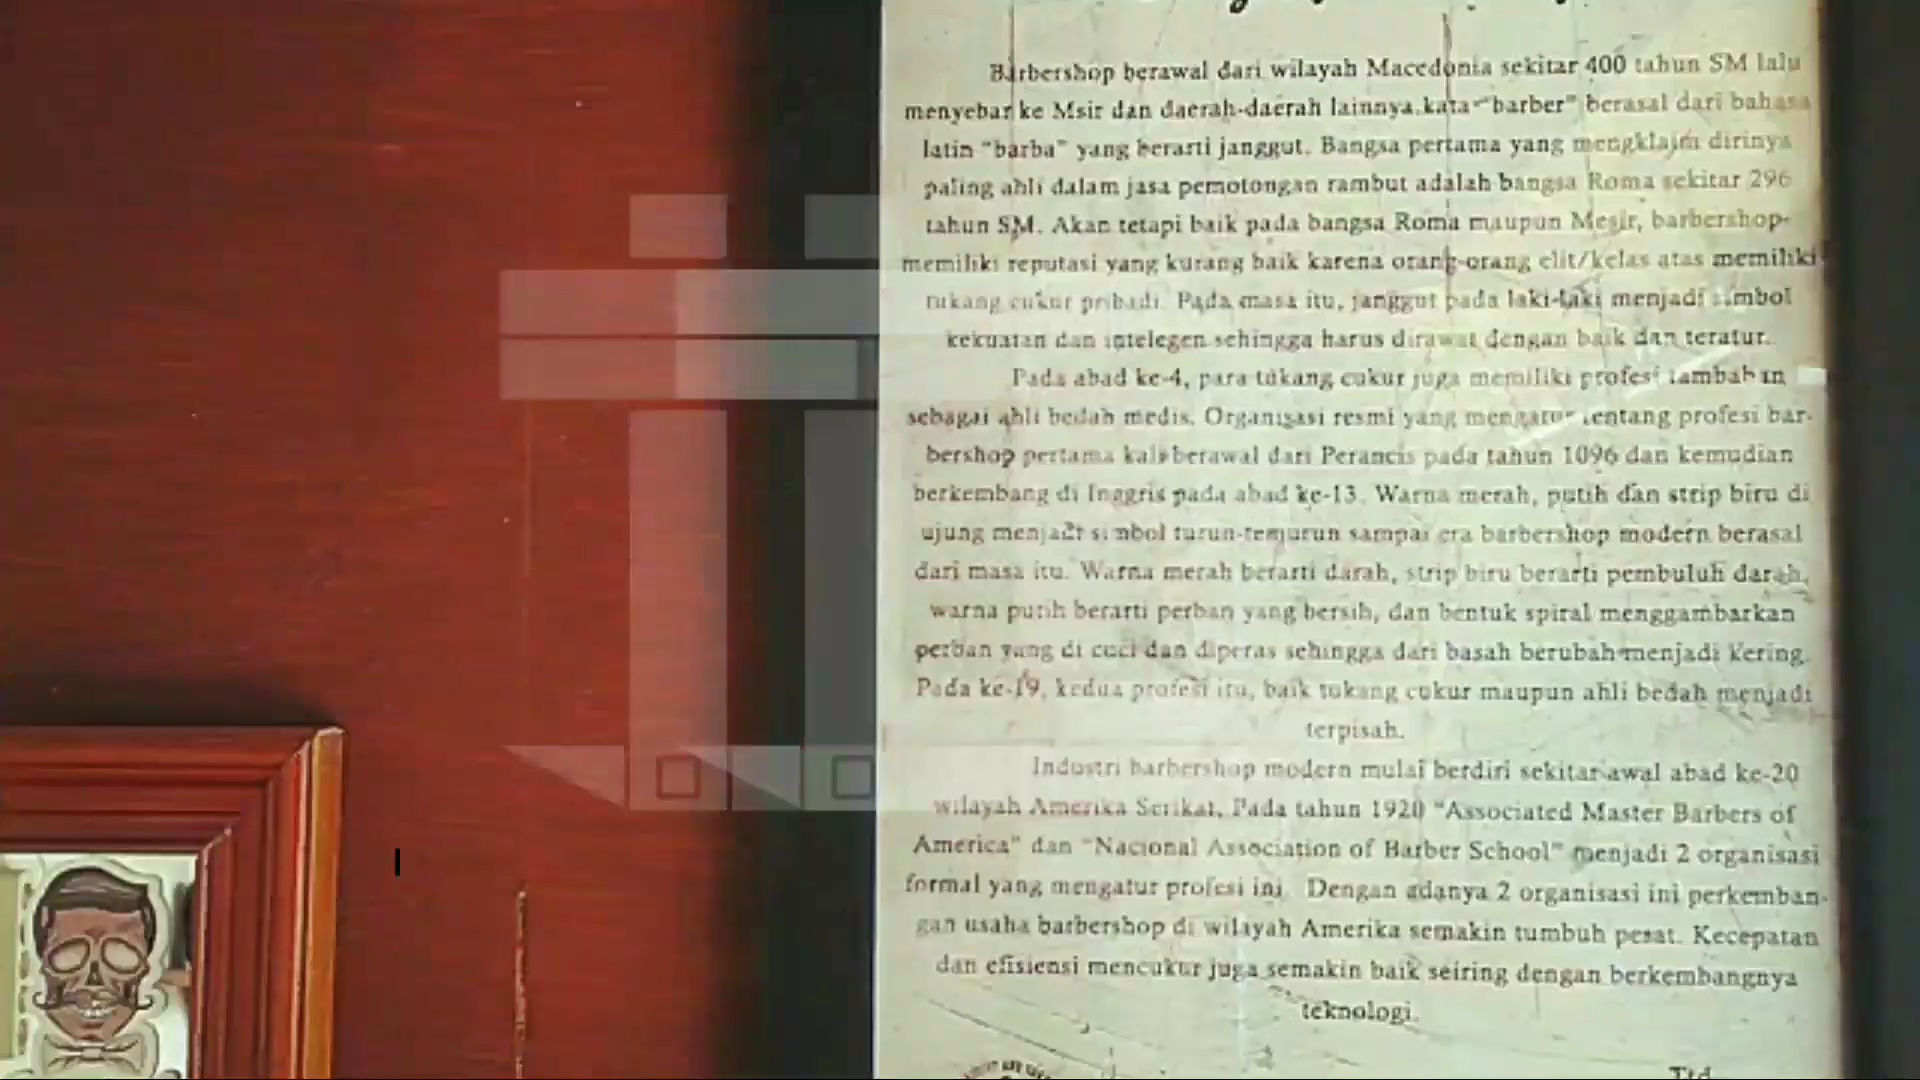 Barbershop berawal dari wilayah Macedonia sekitar 400 tahun SM lalu
menyebar ke Msir dan daerah-daerah lainnya.kata "barber" berasal dari bahasa
latin "barba" yang berarti janggut. Bangsa pertama yang mengklaim dirinya
paling ahli dalam jasa pemotongan rambut adalah bangsa Roma sekitar 296
tahun SM. Akan tetapi baik pada bangsa Roma maupun Mesir, barbershop-
memiliki reputasi yang kurang baik karena orang-orang elit/kelas atas memiliki
tukang cukur pribadi. Pada masa itu, janggut pada laki-laki menjadi simbol
kekuatan dan intelegen sehingga harus dirawat dengan baik dan teratur.
Pada abad ke-4, para tukang cukur juga memiliki profesi tambahan
sebagai ahli bedah medis. Organisasi resmi yang mengatur tentang profesi bar-
bershop pertama kali berawal dari Perancis pada tahun 1096 dan kemudian
berkembang di Inggris pada abad ke-13. Warna merah, putih dan strip biru di
ujung menjadi simbol turun-temurun sampai era barbershop modern berasal
dari masa itu. Warna merah berarti darah, strip biru berarti pembuluh darah,
warna putih berarti perban yang bersih, dan bentuk spiral menggambarkan
perban yang di cuci dan diperas sehingga dari basah berubah menjadi kering.
Pada ke-19, kedua profesi itu, baik tukang cukur maupun ahli bedah menjadi
terpisah.
Industri barbershop modern mulai berdiri sekitar awal abad ke-20
wilayah Amerika Serikat, Pada tahun 1920 "Associated Master Barbers of
America" dan "Nacional Association of Barber School" menjadi 2 organisasi
formal yang mengatur profesi ini. Dengan adanya 2 organisasi ini perkemban-
gan usaha barbershop di wilayah Amerika semakin tumbuh pesat. Kecepatan
dan efisiensi mencukur juga semakin baik seiring dengan berkembangnya
teknologi.
Ttd